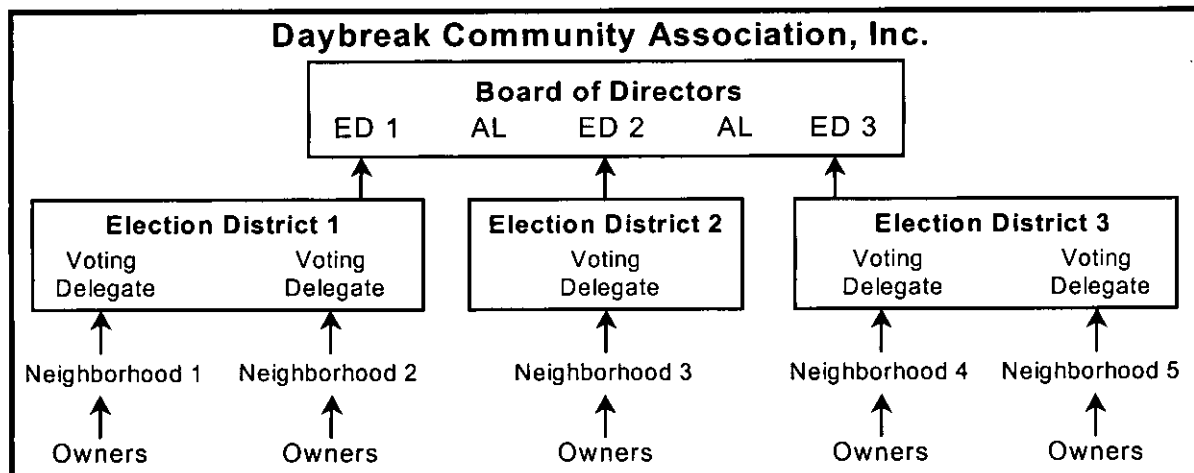 Daybreak Community Association, Inc.
Board of Directors
ED 1 AL ED 2 AL ED 3
Election District 1 Election District 2 Election District 3
Voting Voting Voting Voting Voting
Delegate Delegate Delegate Delegate Delegate
Neighborhood 1 Neighborhood 2 Neighborhood 3 Neighborhood 4 Neighborhood 5
Owners Owners Owners Owners Owners